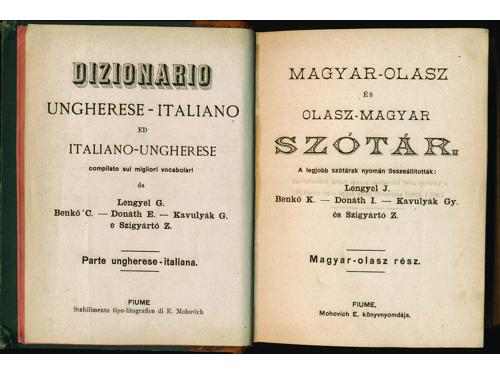 DIZIONARIO
UNGHERESE-ITALIANO
ED
ITALIANO-UNGHERESE
compilato sui migliori vocabolari
da
Lengyel G.
Benkő C. — Donáth E. — Kavulyák G.
e Szigyártó Z.
Parte ungherese-italiana.
FIUME
Stabilimento tipo-litografico di E. Mohovich
MAGYAR-OLASZ
ÉS
OLASZ-MAGYAR
SZÓTÁR.
A legjobb szótárak nyomán összeállították:
Lengyel J.
Benkő K. — Donáth I. — Kavulyák Gy.
és Szigyártó Z.
Magyar-olasz rész.
FIUME,
Mohovich E. könyvnyomdája.